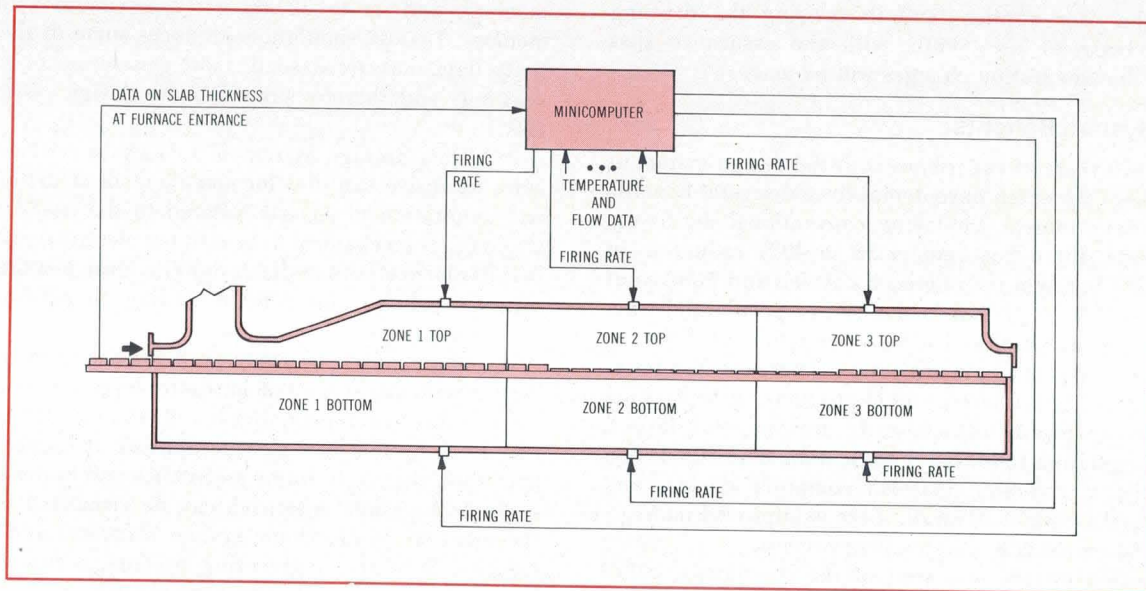 DATA ON SLAB THICKNESS
AT FURNACE ENTRANCE
MINICOMPUTER
FIRING
RATE
TEMPERATURE
AND
FLOW DATA
FIRING RATE
FIRING RATE
ZONE 1 TOP
ZONE 2 TOP
ZONE 3 TOP
ZONE 1 BOTTOM
ZONE 2 BOTTOM
ZONE 3 BOTTOM
FIRING RATE
FIRING RATE
FIRING RATE